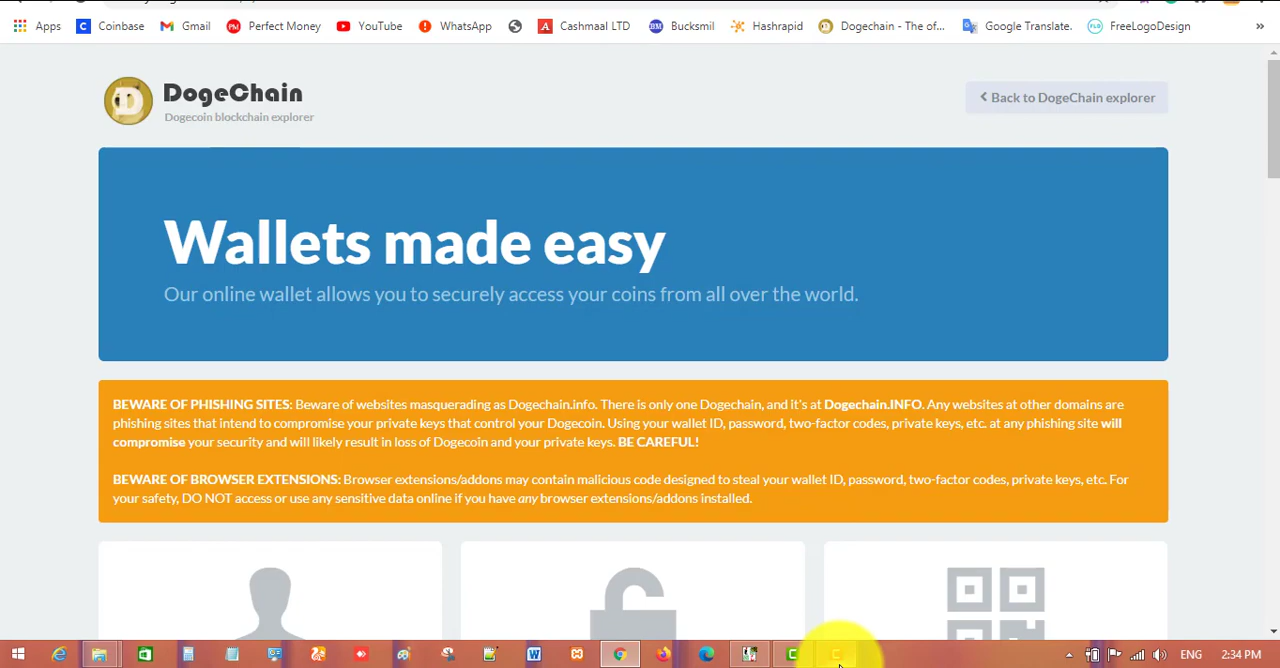 Apps Coinbase Gmail Perfect Money YouTube WhatsApp Cashmaal LTD Bucksmil Hashrapid Dogechain - The of... Google Translate. FreeLogoDesign »
DogeChain
Dogecoin blockchain explorer
Back to DogeChain explorer
Wallets made easy
Our online wallet allows you to securely access your coins from all over the world.
BEWARE OF PHISHING SITES: Beware of websites masquerading as Dogechain.info. There is only one Dogechain, and it's at Dogechain.INFO. Any websites at other domains are
phishing sites that intend to compromise your private keys that control your Dogecoin. Using your wallet ID, password, two-factor codes, private keys, etc. at any phishing site will
compromise your security and will likely result in loss of Dogecoin and your private keys. BE CAREFUL!
BEWARE OF BROWSER EXTENSIONS: Browser extensions/addons may contain malicious code designed to steal your wallet ID, password, two-factor codes, private keys, etc. For
your safety, DO NOT access or use any sensitive data online if you have any browser extensions/addons installed.
ENG 2:34 PM